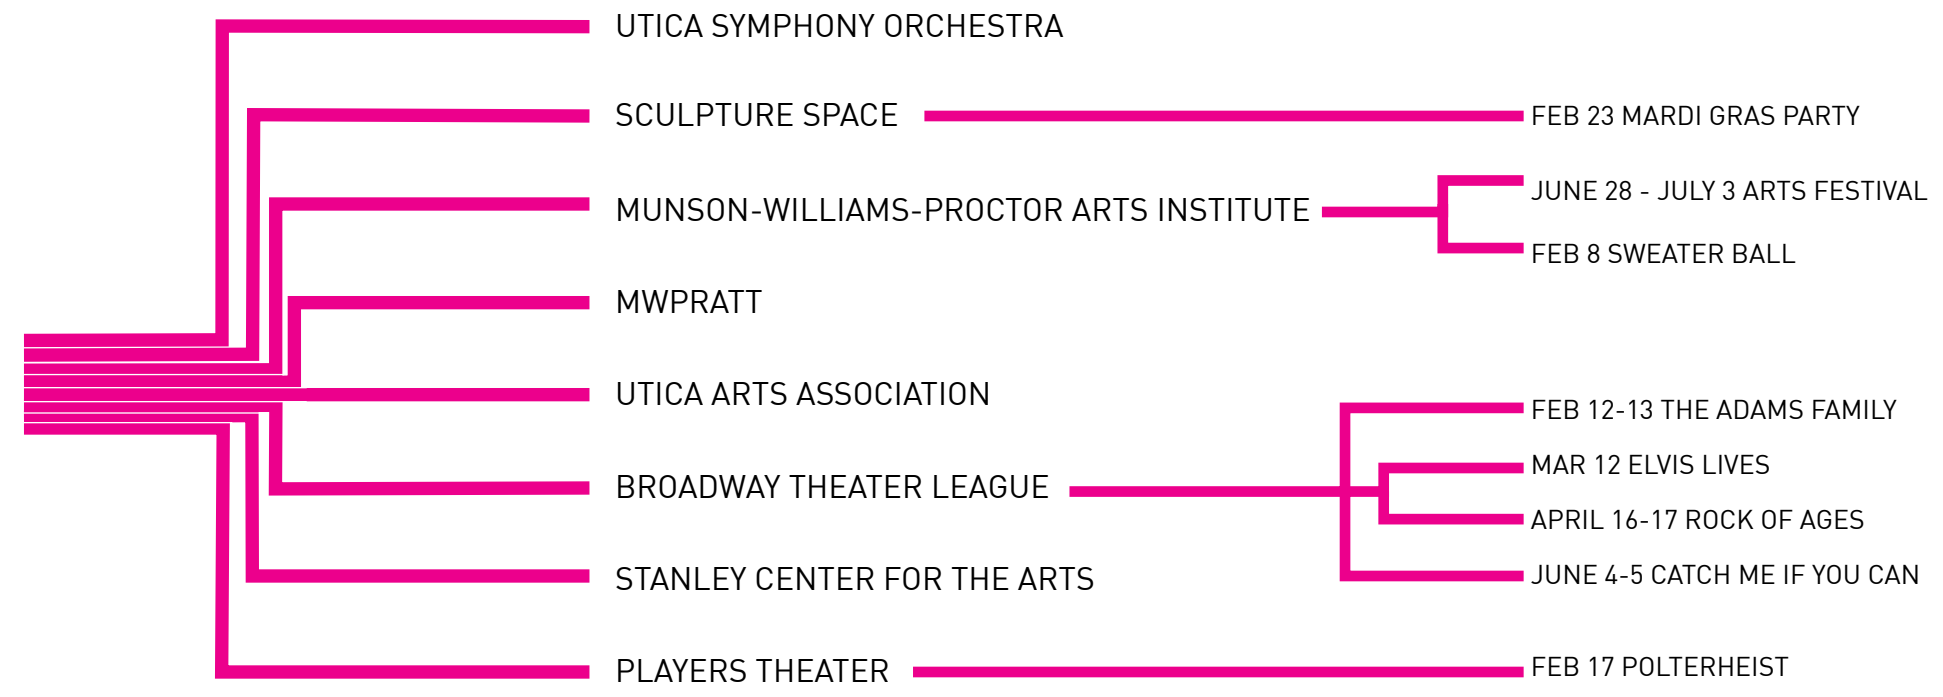 UTICA SYMPHONY ORCHESTRA
SCULPTURE SPACE
FEB 23 MARDI GRAS PARTY
MUNSON-WILLIAMS-PROCTOR ARTS INSTITUTE
JUNE 28 - JULY 3 ARTS FESTIVAL
FEB 8 SWEATER BALL
MWPRATT
UTICA ARTS ASSOCIATION
BROADWAY THEATER LEAGUE
FEB 12-13 THE ADAMS FAMILY
MAR 12 ELVIS LIVES
APRIL 16-17 ROCK OF AGES
JUNE 4-5 CATCH ME IF YOU CAN
STANLEY CENTER FOR THE ARTS
PLAYERS THEATER
FEB 17 POLTERHEIST